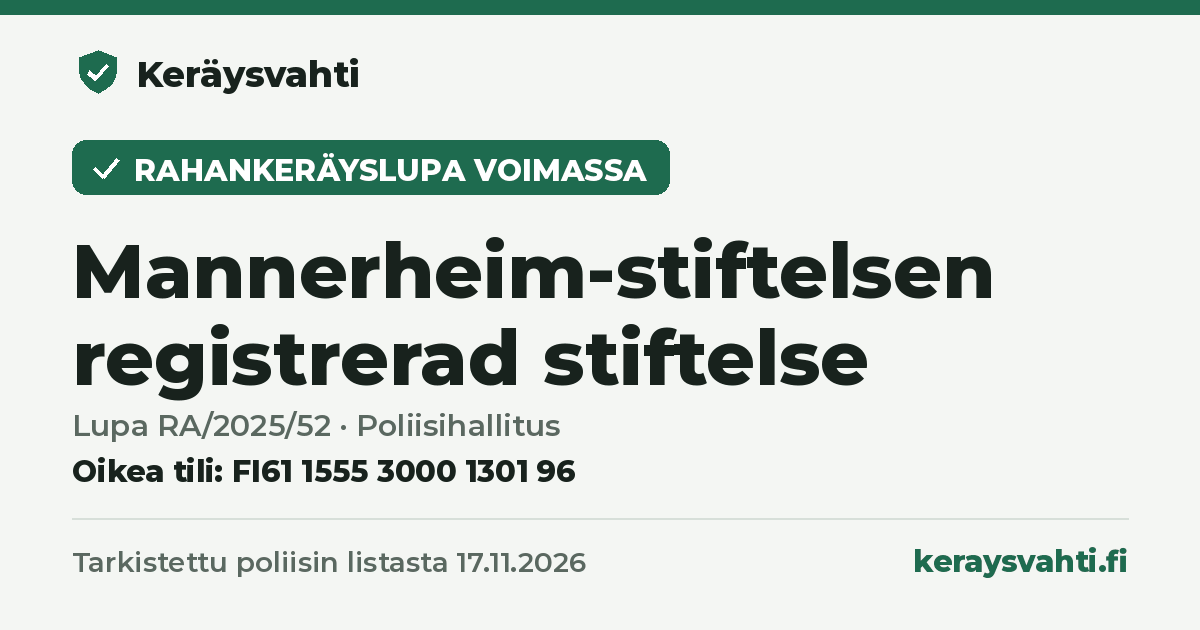 Keräysvahti
RAHANKERÄYSLUPA VOIMASSA
Mannerheim-stiftelsen
registrerad stiftelse
Lupa RA/2025/52 · Poliisihallitus
Oikea tili: FI61 1555 3000 1301 96
Tarkistettu poliisin listasta 17.11.2026
keraysvahti.fi